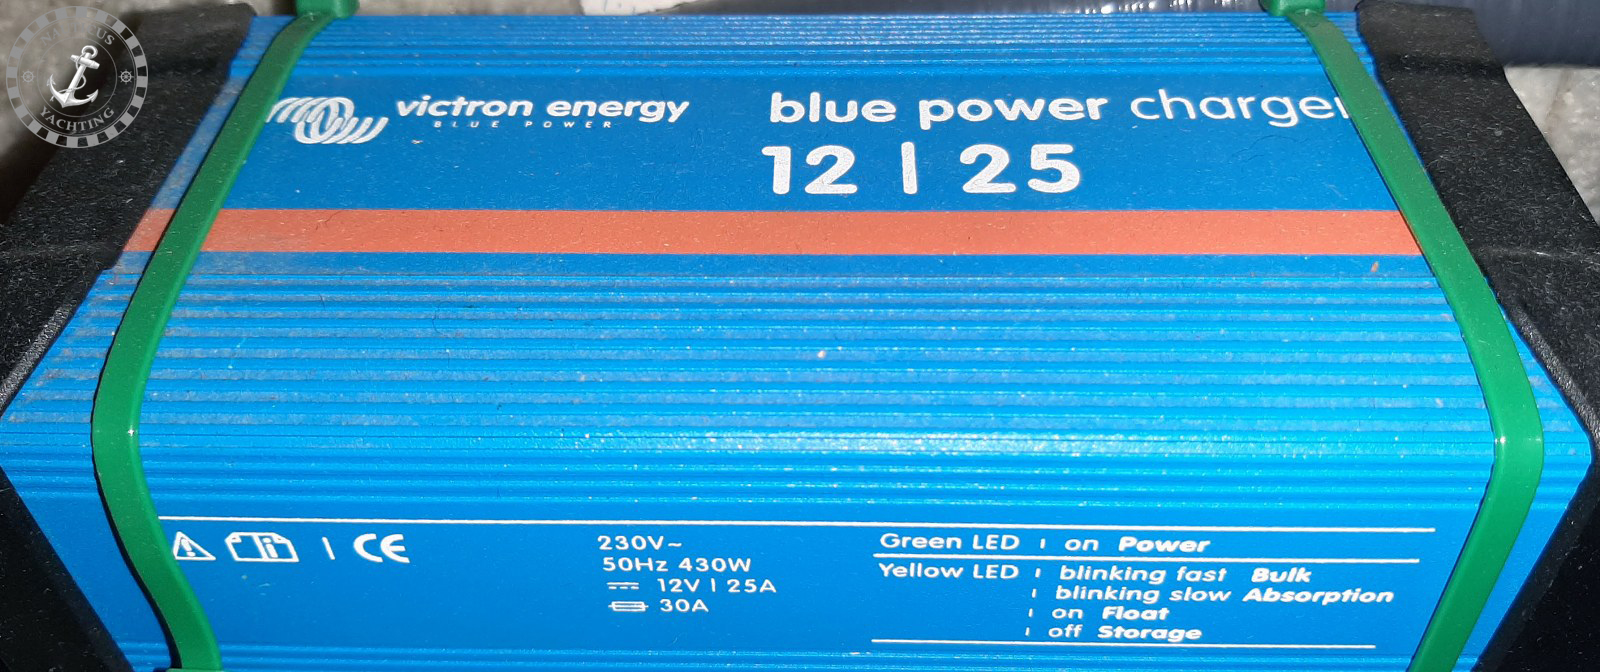 NAUTILUS
YACHTING
victron energy
BLUE POWER
blue power charger
12 | 25
CE
230V~
50Hz 430W
12V | 25A
30A
Green LED | on Power
Yellow LED | blinking fast Bulk
| blinking slow Absorption
| on Float
| off Storage